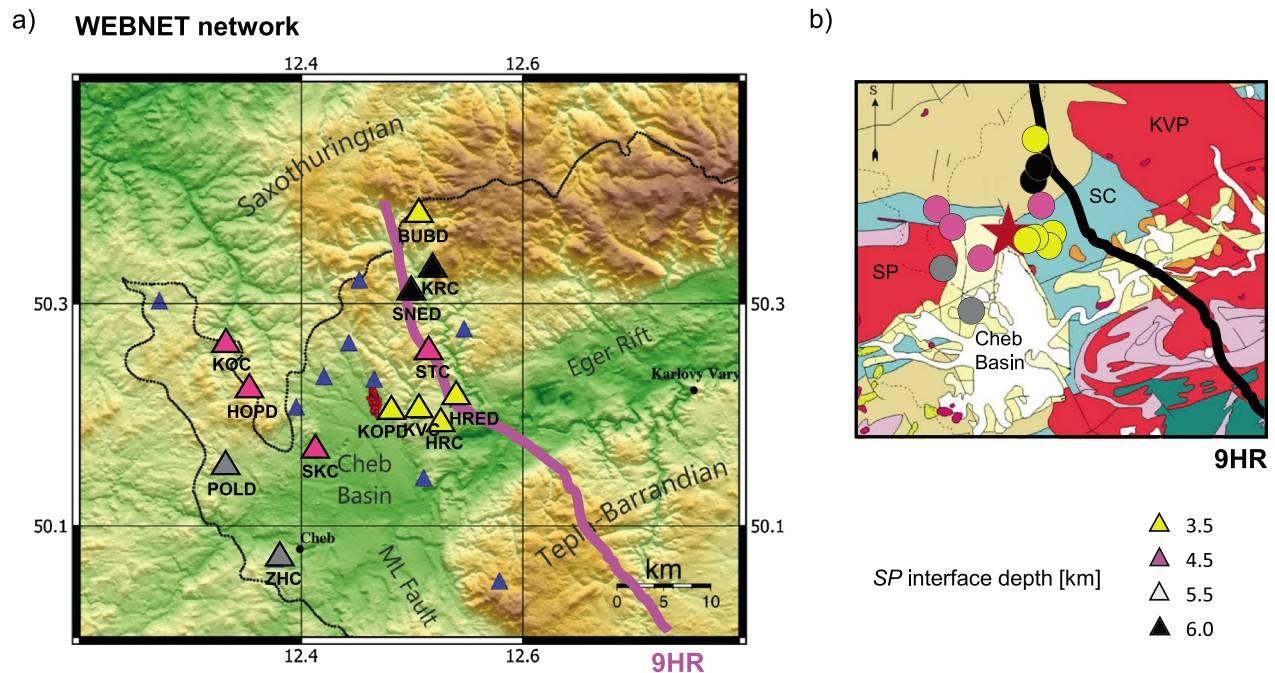 a)
WEBNET network
b)
12.4
12.6
Saxothuringian
BUBD
KRC
SNED
50.3
50.3
STC
KOC
HOPD
Eger Rift
Karlovy Vary
HRED
KOPD
KVC
HRC
SKC
Cheb
Basin
POLD
50.1
50.1
Cheb
ZHC
ML Fault
Teplá-Barrandian
km
0 5 10
12.4
12.6
9HR
S
KVP
SC
SP
Cheb
Basin
9HR
SP interface depth [km]
3.5
4.5
5.5
6.0